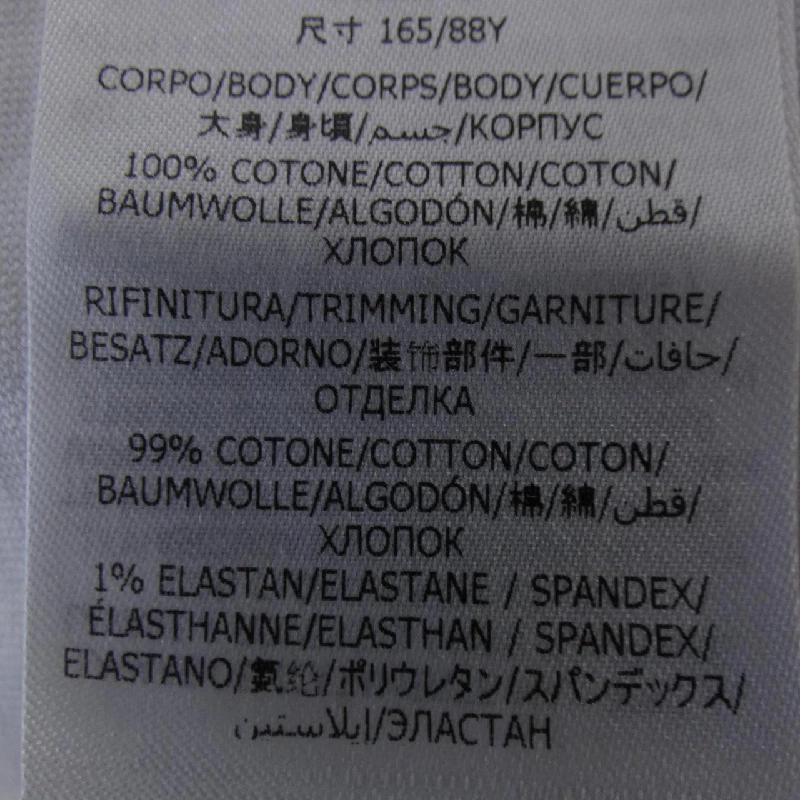 尺寸 165/88Y
CORPO/BODY/CORPS/BODY/CUERPO/
大身/身頃/جسم/КОРПУС
100% COTONE/COTTON/COTON/
BAUMWOLLE/ALGODÓN/棉/綿/قطن/
ХЛОПОК
RIFINITURA/TRIMMING/GARNITURE/
BESATZ/ADORNO/装饰部件/一部/حافات/
ОТДЕЛКА
99% COTONE/COTTON/COTON/
BAUMWOLLE/ALGODÓN/棉/綿/قطن/
ХЛОПОК
1% ELASTAN/ELASTANE / SPANDEX/
ÉLASTHANNE/ELASTHAN / SPANDEX/
ELASTANO/氨纶/ポリウレタン/スパンデックス/
ايلاستين/ЭЛАСТАН